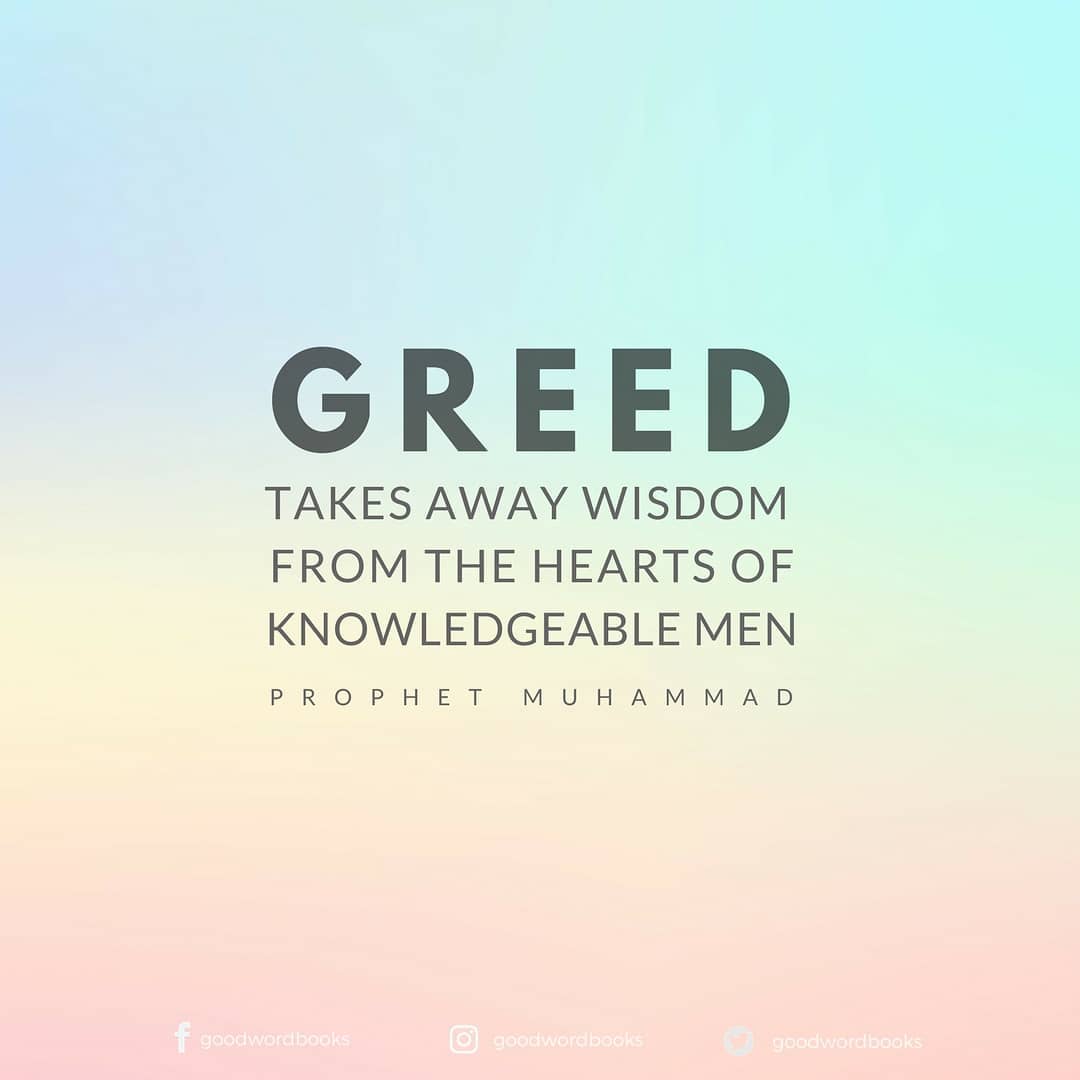 GREED
TAKES AWAY WISDOM
FROM THE HEARTS OF
KNOWLEDGEABLE MEN
PROPHET MUHAMMAD
goodwordbooks goodwordbooks goodwordbooks